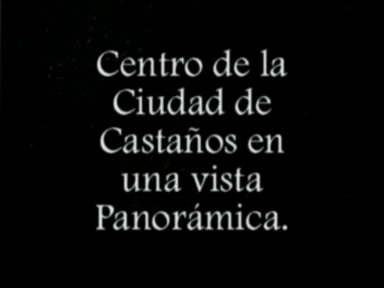 Centro de la
Ciudad de
Castaños en
una vista
Panorámica.